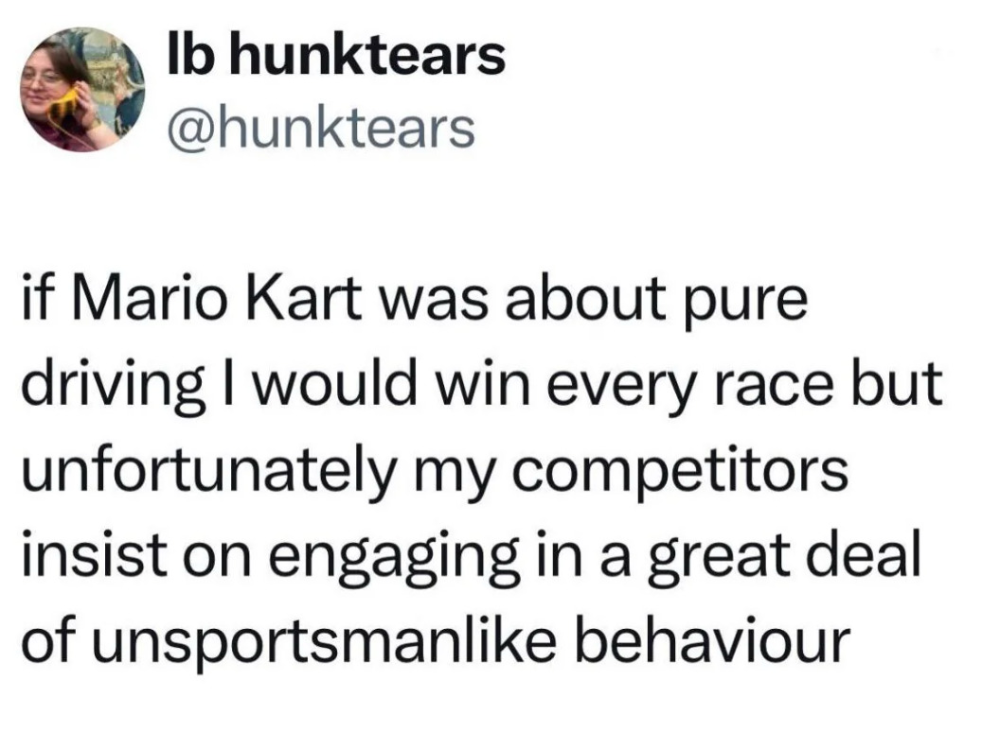 lb hunktears
@hunktears
if Mario Kart was about pure
driving I would win every race but
unfortunately my competitors
insist on engaging in a great deal
of unsportsmanlike behaviour